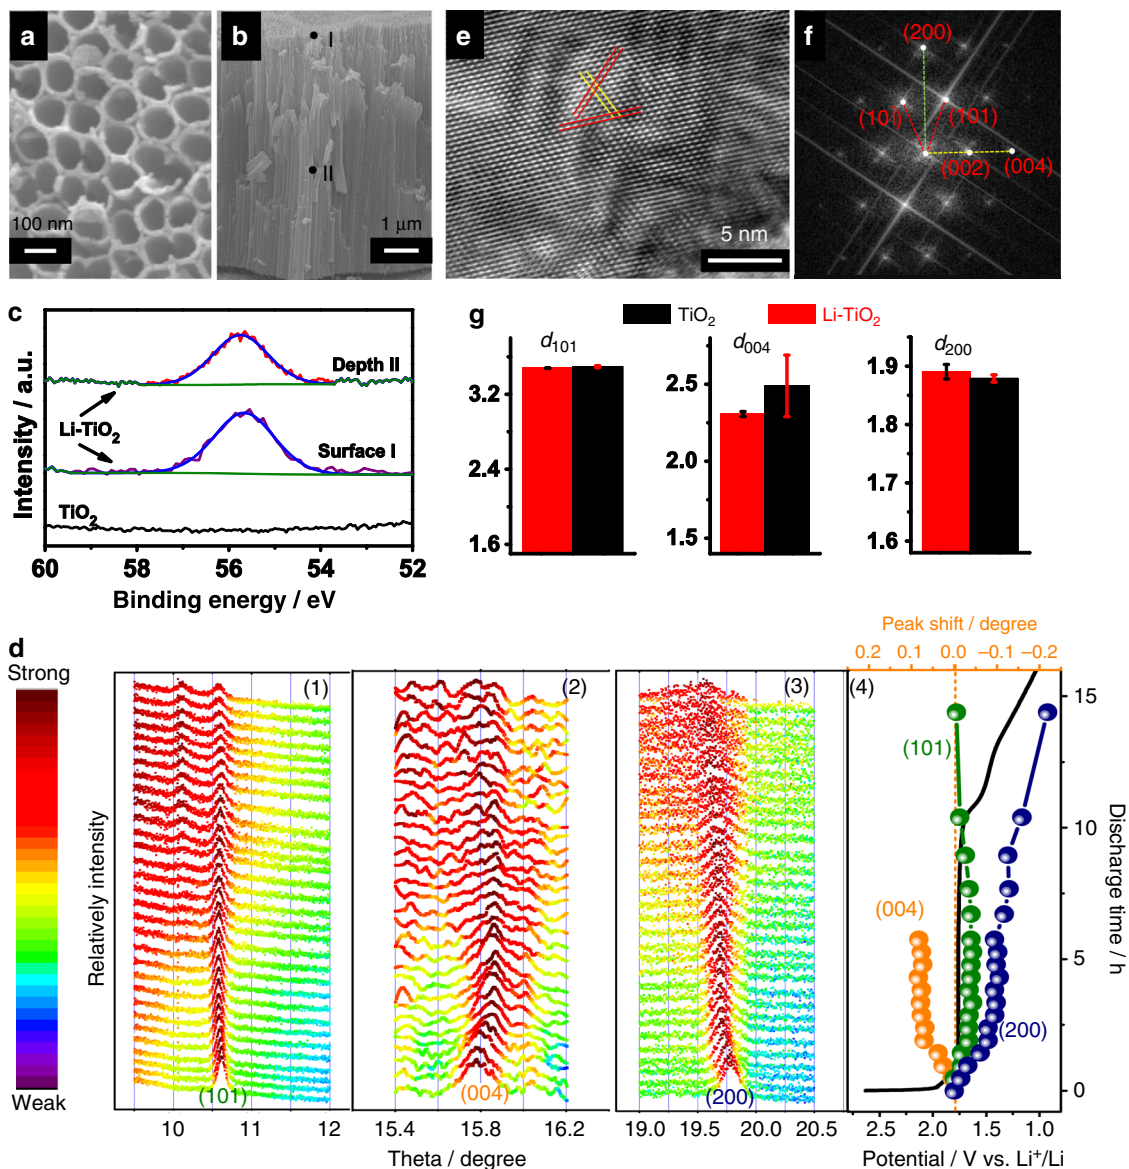 a
100 nm
b
I
II
1 μm
e
5 nm
f
(200)
(101)
(101)
(002)
(004)
c
Intensity / a.u.
Depth II
Li-TiO2
Surface I
TiO2
60
58
56
54
52
Binding energy / eV
g
TiO2
Li-TiO2
d101
3.2
2.4
1.6
d004
2.5
2.0
1.5
d200
1.9
1.8
1.7
1.6
d
Strong
Weak
Relatively intensity
(1)
(101)
10
11
12
(2)
(004)
15.4
15.8
16.2
(3)
(200)
19.0
19.5
20.0
20.5
Theta / degree
Peak shift / degree
0.2
0.1
0.0
−0.1
−0.2
(4)
(101)
(004)
(200)
15
10
5
0
Discharge time / h
2.5
2.0
1.5
1.0
Potential / V vs. Li+/Li